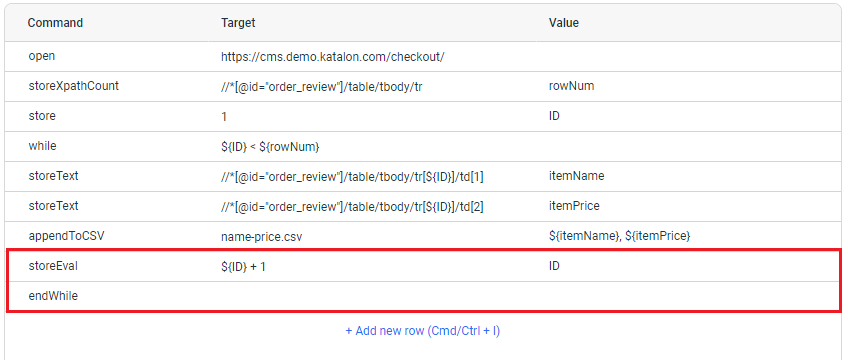 Command Target Value
open https://cms.demo.katalon.com/checkout/
storeXpathCount //*[@id="order_review"]/table/tbody/tr rowNum
store 1 ID
while ${ID} < ${rowNum}
storeText //*[@id="order_review"]/table/tbody/tr[${ID}]/td[1] itemName
storeText //*[@id="order_review"]/table/tbody/tr[${ID}]/td[2] itemPrice
appendToCSV name-price.csv ${itemName}, ${itemPrice}
storeEval ${ID} + 1 ID
endWhile
+ Add new row (Cmd/Ctrl + I)